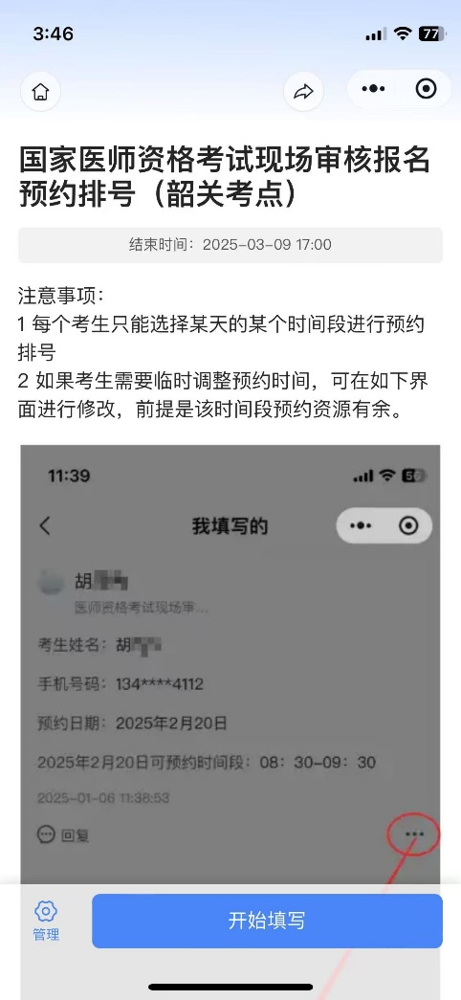 3:46
77
国家医师资格考试现场审核报名
预约排号（韶关考点）
结束时间：2025-03-09 17:00
注意事项：
1 每个考生只能选择某天的某个时间段进行预约
排号
2 如果考生需要临时调整预约时间，可在如下界
面进行修改，前提是该时间段预约资源有余。
11:39
我填写的
胡
医师资格考试现场审...
考生姓名：胡
手机号码：134****4112
预约日期：2025年2月20日
2025年2月20日可预约时间段：08：30-09：30
2025-01-06 11:38:53
回复
管理
开始填写